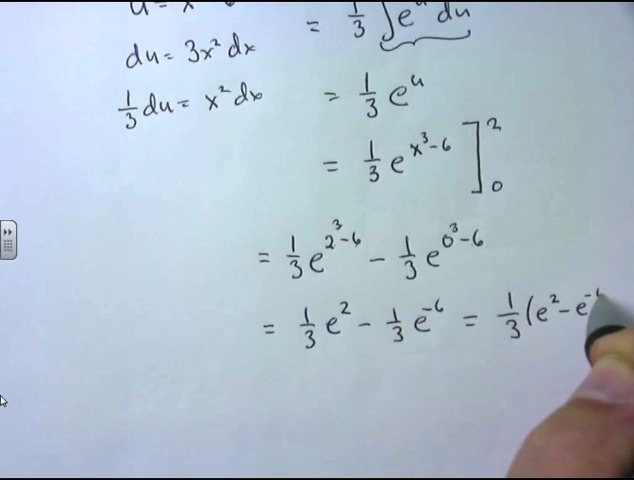 u = x
= 1/3 ∫ e^u du
du = 3x² dx
1/3 du = x² dx
= 1/3 e^u
= 1/3 e^(x³-6) ]₀²
= 1/3 e^(2³-6) - 1/3 e^(0³-6)
= 1/3 e² - 1/3 e^(-6) = 1/3 (e² - e^-